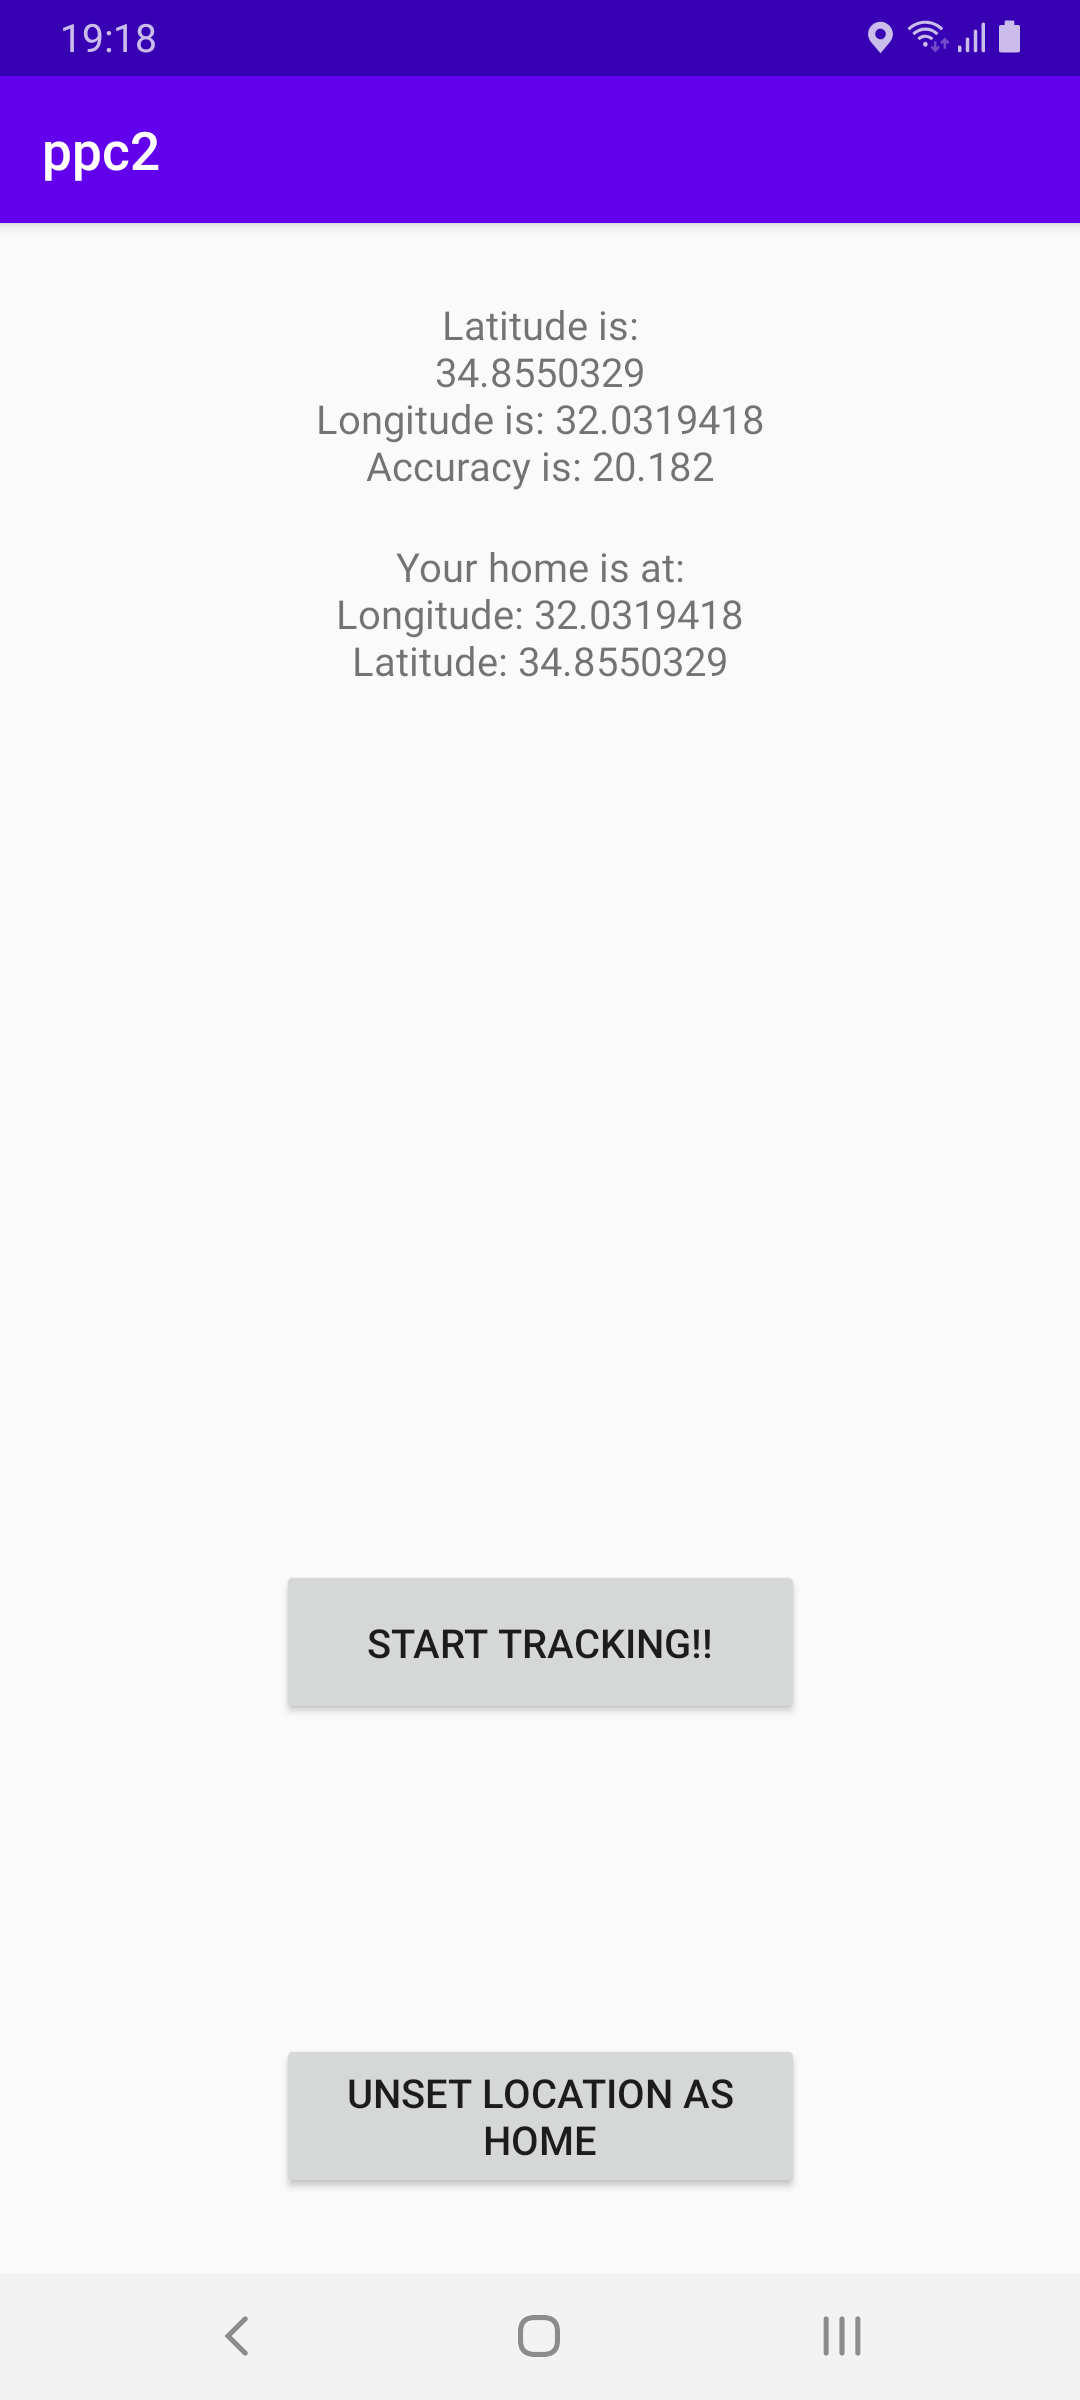 19:18
ppc2
Latitude is:
34.8550329
Longitude is: 32.0319418
Accuracy is: 20.182
Your home is at:
Longitude: 32.0319418
Latitude: 34.8550329
START TRACKING!!
UNSET LOCATION AS
HOME